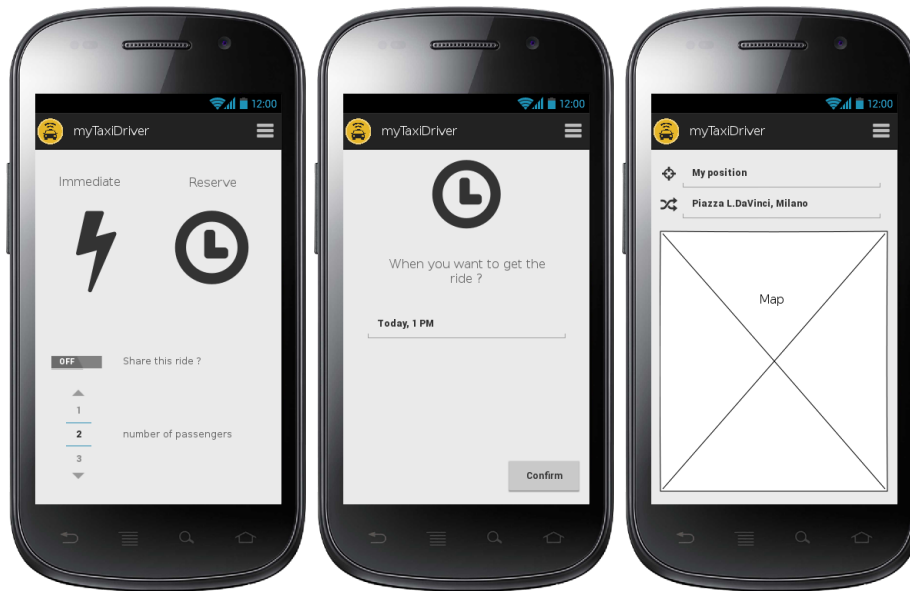 12:00
myTaxiDriver
Immediate
Reserve
OFF
Share this ride ?
1
2
number of passengers
3
12:00
myTaxiDriver
When you want to get the
ride ?
Today, 1 PM
Confirm
12:00
myTaxiDriver
My position
Piazza L.DaVinci, Milano
Map